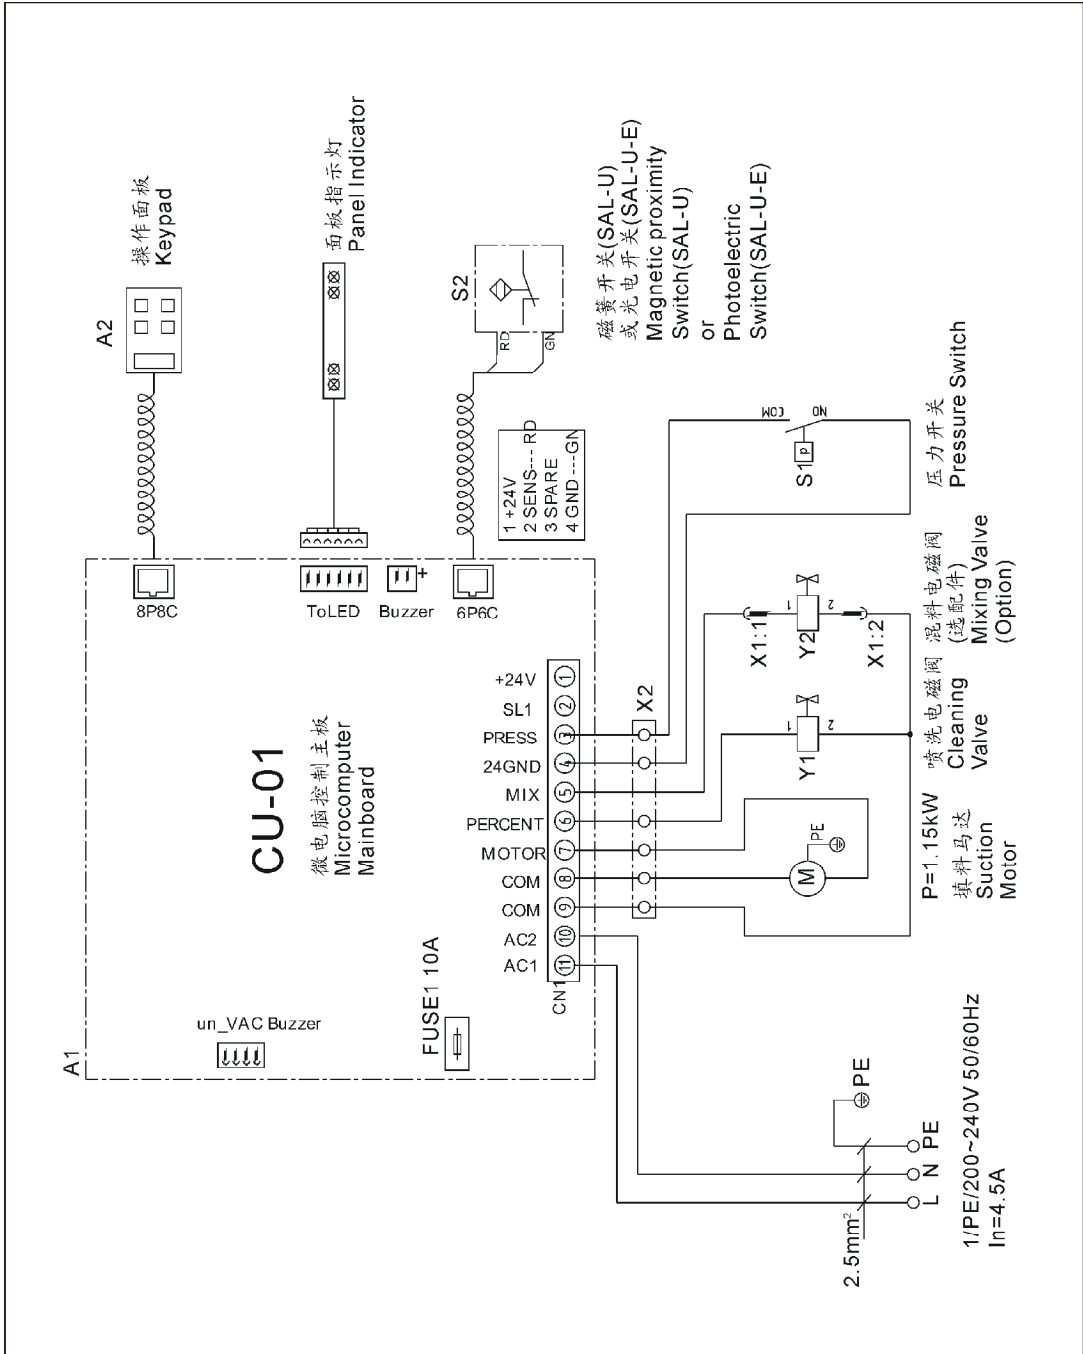 A2
操作面板
Keypad
面板指示灯
Panel Indicator
S2
RD
GN
磁簧开关(SAL-U)
或光电开关(SAL-U-E)
Magnetic proximity
Switch(SAL-U)
or
Photoelectric
Switch(SAL-U-E)
1 +24V
2 SENS--- RD
3 SPARE
4 GND ---GN
8P8C
ToLED
Buzzer
+
6P6C
A1
CU-01
微电脑控制主板
Microcomputer
Mainboard
un_VAC Buzzer
FUSE1 10A
CN1
+24V
1
SL1
2
PRESS
3
24GND
4
MIX
5
PERCENT
6
MOTOR
7
COM
8
COM
9
AC2
10
AC1
11
X2
COM
NO
S1
p
压力开关
Pressure Switch
X1:1
1
Y2
2
X1:2
混料电磁阀
(选配件)
Mixing Valve
(Option)
1
Y1
2
喷洗电磁阀
Cleaning
Valve
M
PE
P=1.15kW
填料马达
Suction
Motor
PE
2.5mm²
L
N
PE
1/PE/200~240V 50/60Hz
In=4.5A